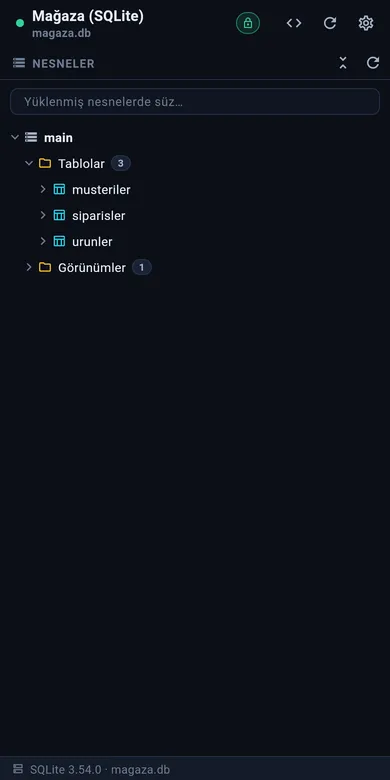 Mağaza (SQLite)
magaza.db
NESNELER
Yüklenmiş nesnelerde süz…
main
Tablolar 3
musteriler
siparisler
urunler
Görünümler 1
SQLite 3.54.0 · magaza.db